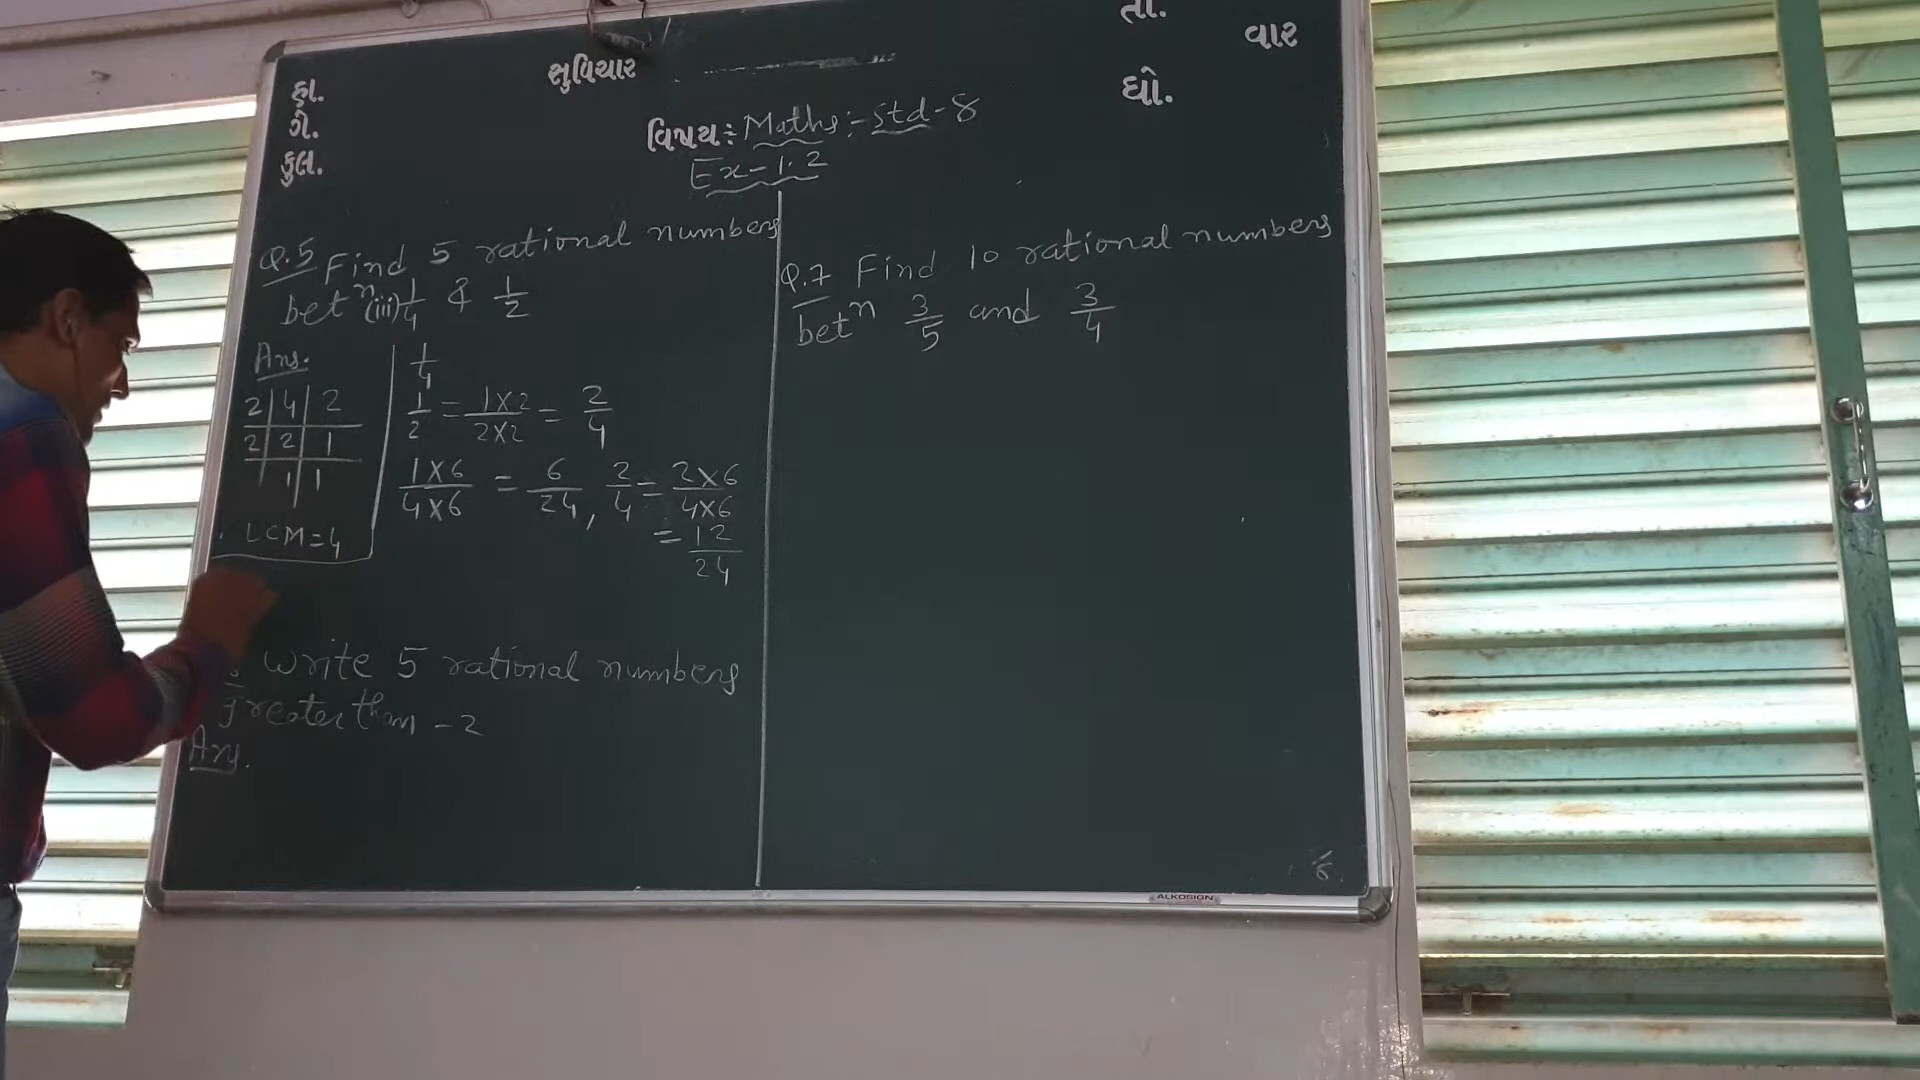 તા.
વાર
સુવિચાર
હા.
ગે.
કુલ.
ઘો.
વિષય:- Maths:- std-8
Ex-1.2
Q.5 Find 5 rational numbers
betⁿ (iii) 1/4 & 1/2
Ans.
2 | 4 | 2
2 | 2 | 1
1 | 1
LCM = 4
1/4
1/2 = 1×2/2×2 = 2/4
1×6/4×6 = 6/24, 2/4 = 2×6/4×6
= 12/24
Write 5 rational numbers
greater than -2
Ans.
Q.7 Find 10 rational numbers
betⁿ 3/5 and 3/4
ALKOSIGN